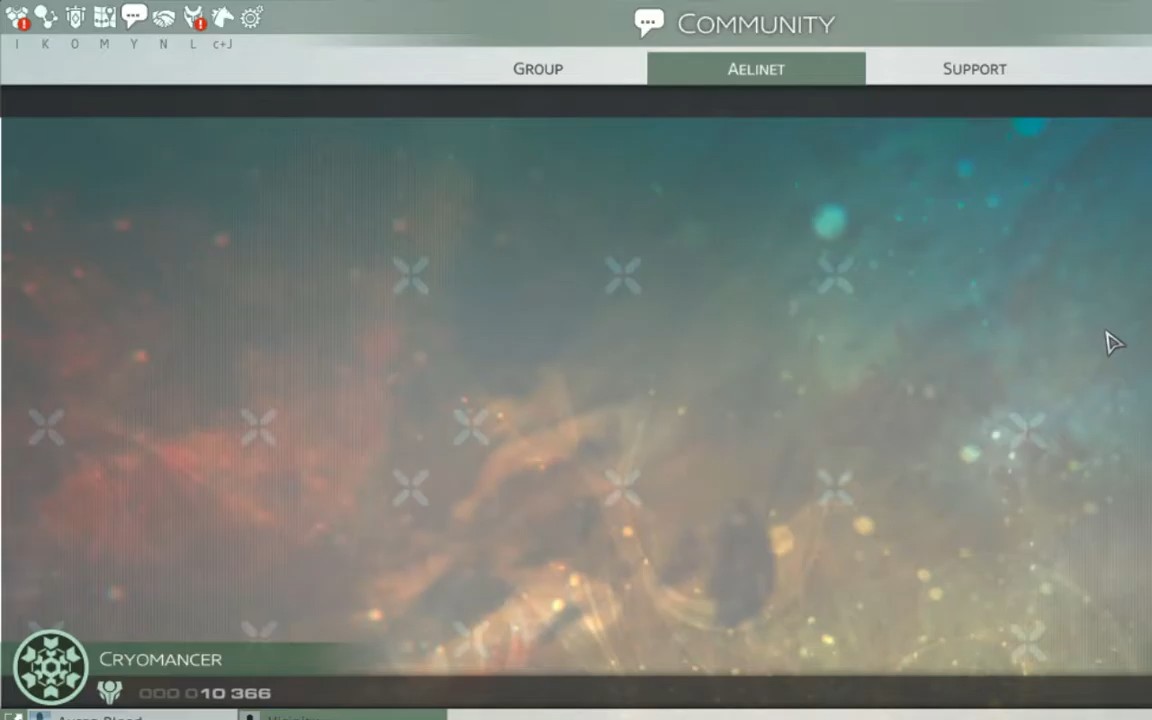 COMMUNITY
I K O M Y N L c+J
GROUP AELINET SUPPORT
CRYOMANCER
000 010 366